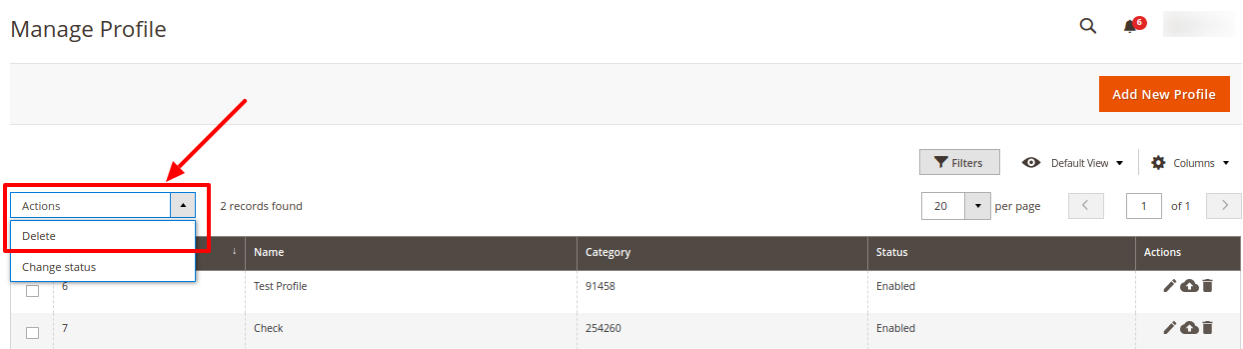 Manage Profile
6
Add New Profile
Filters Default View Columns
Actions 2 records found 20 per page 1 of 1
Delete
Name Category Status Actions
Change status
6 Test Profile 91458 Enabled
7 Check 254260 Enabled